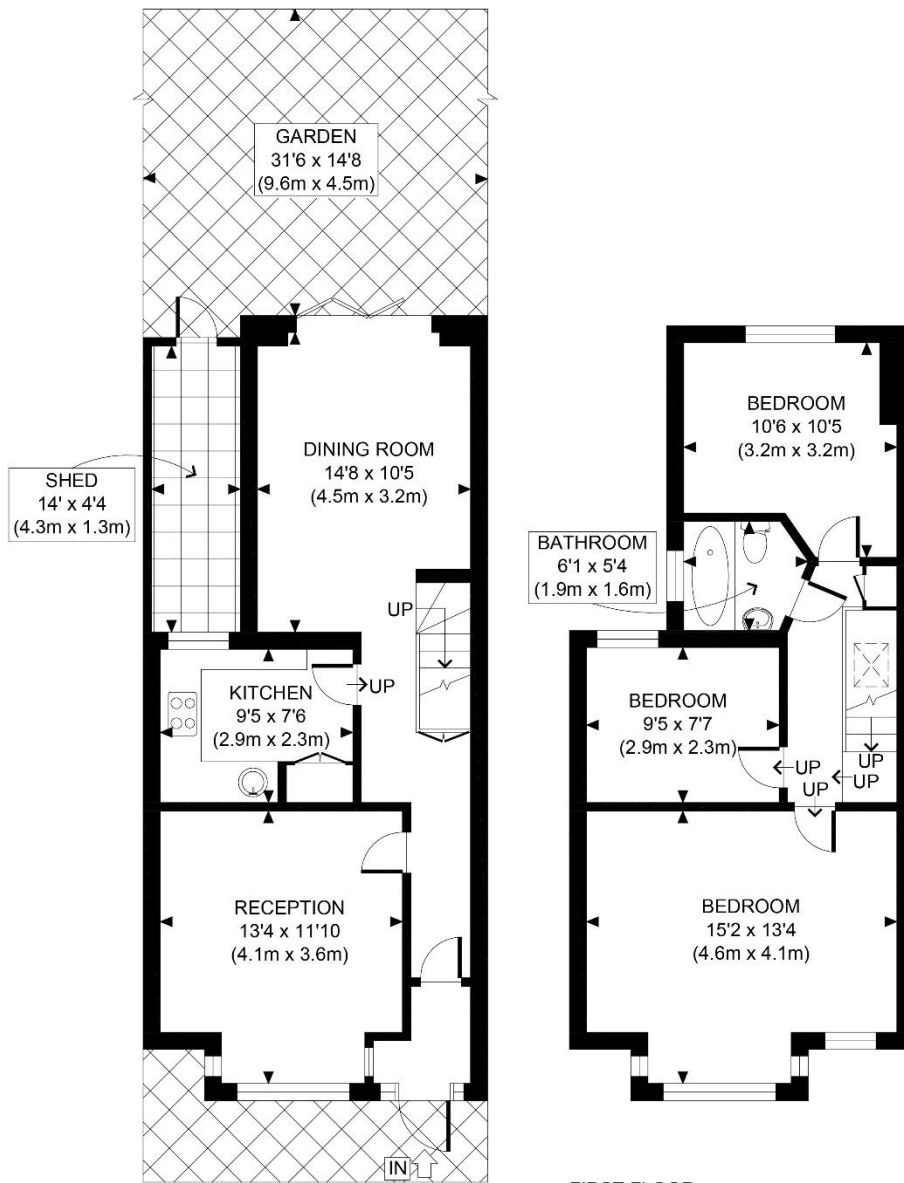 GARDEN
31'6 x 14'8
(9.6m x 4.5m)
DINING ROOM
14'8 x 10'5
(4.5m x 3.2m)
SHED
14' x 4'4
(4.3m x 1.3m)
UP
KITCHEN
9'5 x 7'6
(2.9m x 2.3m)
UP
RECEPTION
13'4 x 11'10
(4.1m x 3.6m)
IN
BEDROOM
10'6 x 10'5
(3.2m x 3.2m)
BATHROOM
6'1 x 5'4
(1.9m x 1.6m)
BEDROOM
9'5 x 7'7
(2.9m x 2.3m)
UP
UP
UP
UP
BEDROOM
15'2 x 13'4
(4.6m x 4.1m)